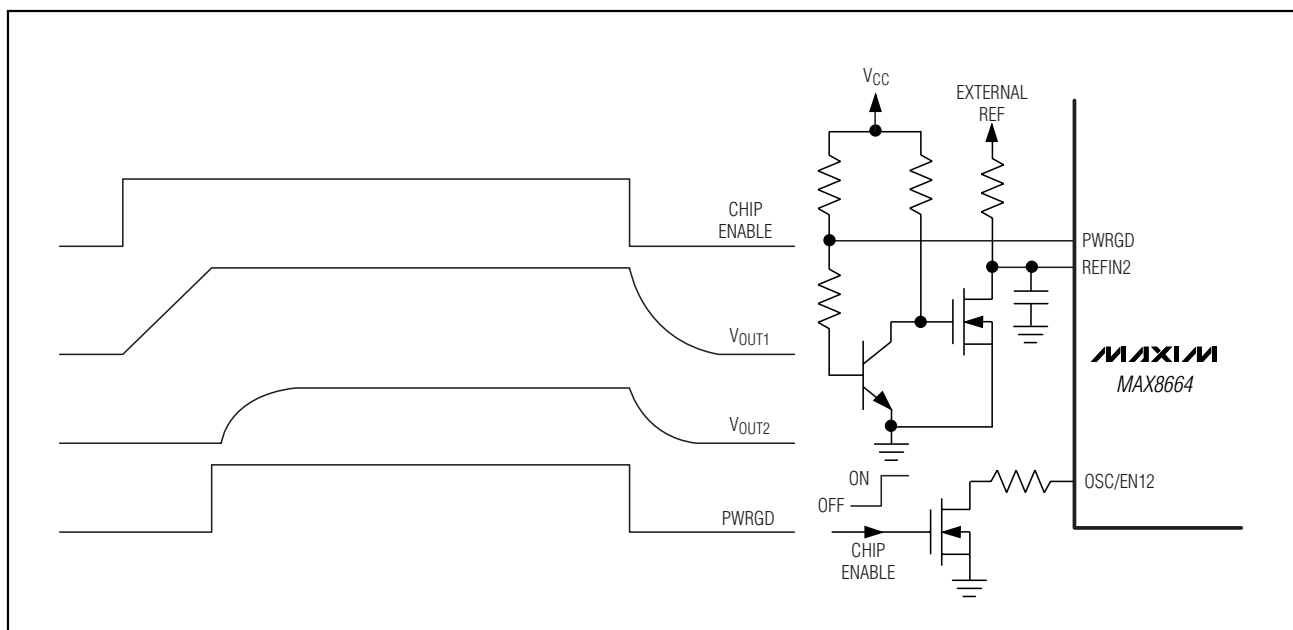 CHIP
ENABLE
VOUT1
VOUT2
PWRGD
VCC
EXTERNAL
REF
PWRGD
REFIN2
MAXIM
MAX8664
ON
OFF
OSC/EN12
CHIP
ENABLE